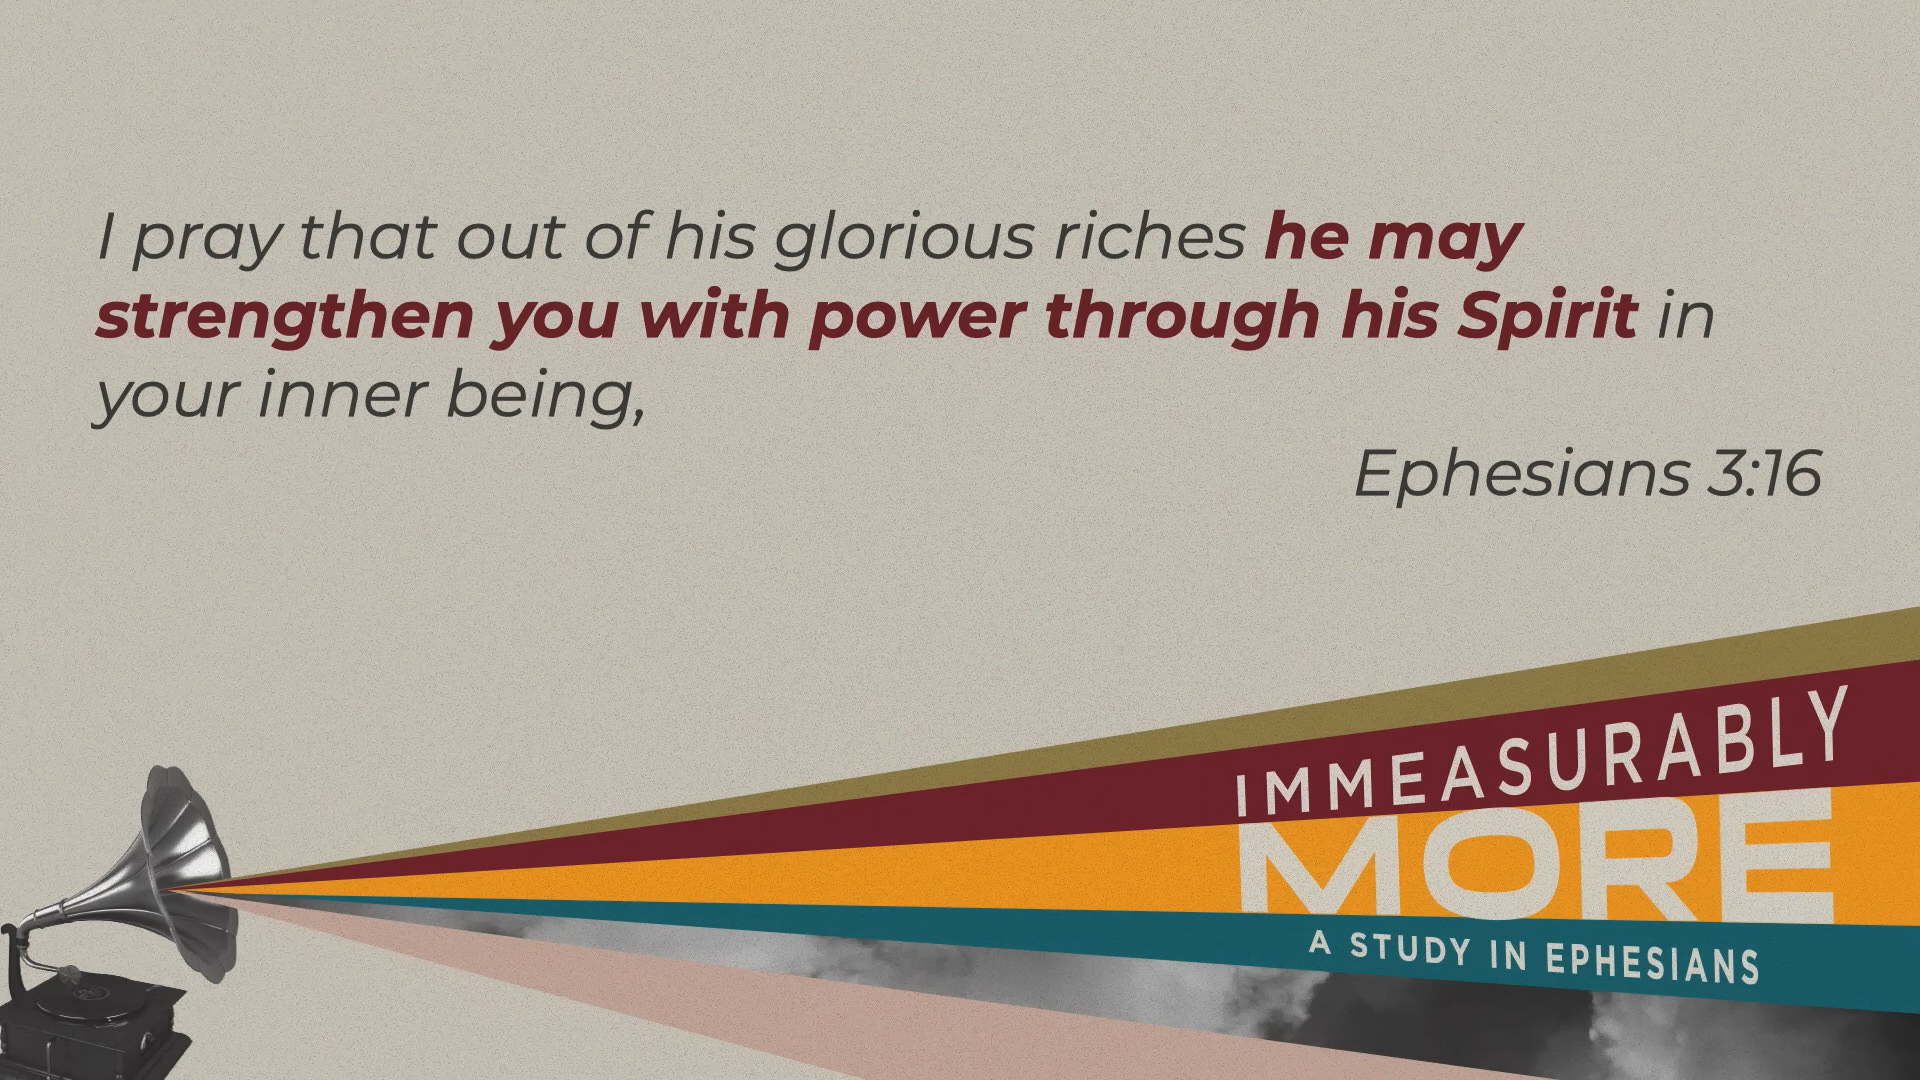 I pray that out of his glorious riches he may
strengthen you with power through his Spirit in
your inner being,
Ephesians 3:16
IMMEASURABLY
MORE
A STUDY IN EPHESIANS